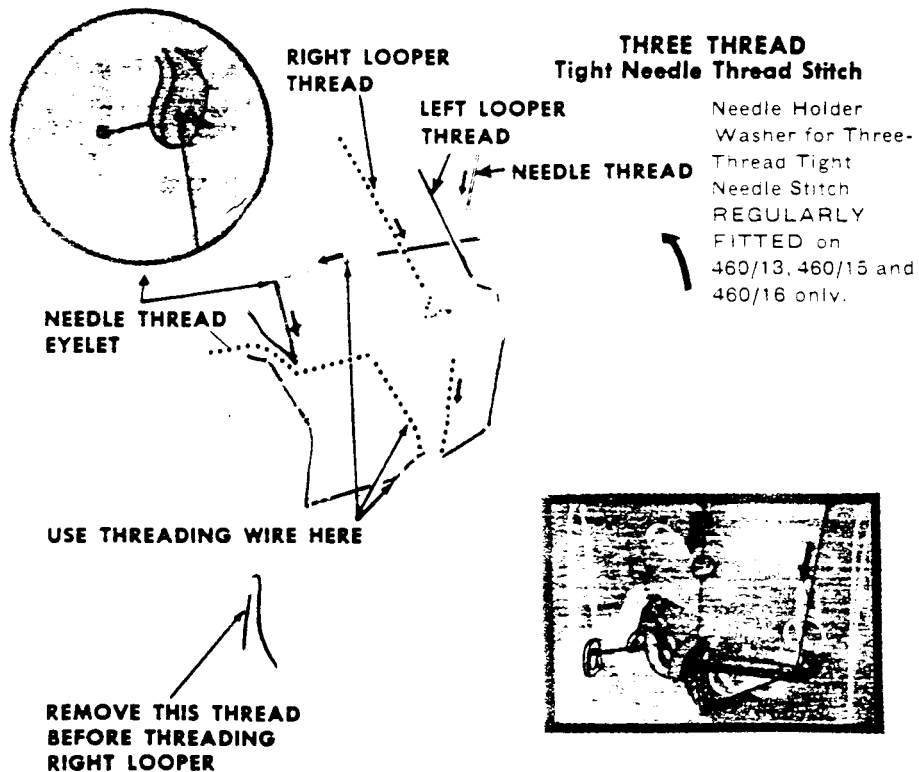 RIGHT LOOPER
THREAD
LEFT LOOPER
THREAD
NEEDLE THREAD
THREE THREAD
Tight Needle Thread Stitch
Needle Holder
Washer for Three-
Thread Tight
Needle Stitch
REGULARLY
FITTED on
460/13, 460/15 and
460/16 only.
NEEDLE THREAD
EYELET
USE THREADING WIRE HERE
REMOVE THIS THREAD
BEFORE THREADING
RIGHT LOOPER